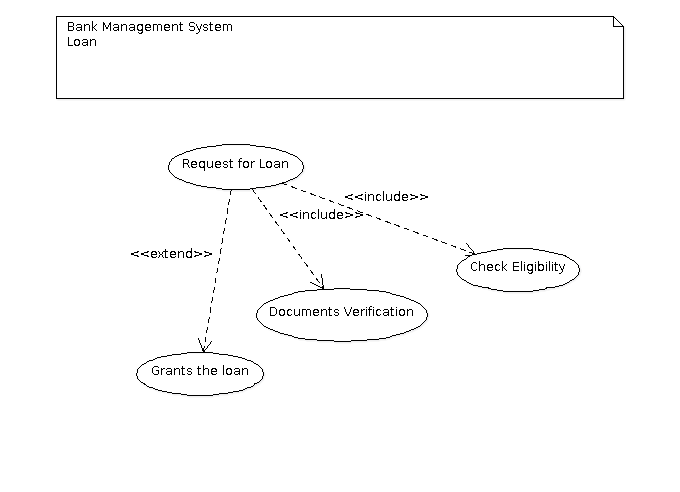 Bank Management System
Loan
Request for Loan
<<include>>
<<include>>
<<extend>>
Check Eligibility
Documents Verification
Grants the loan